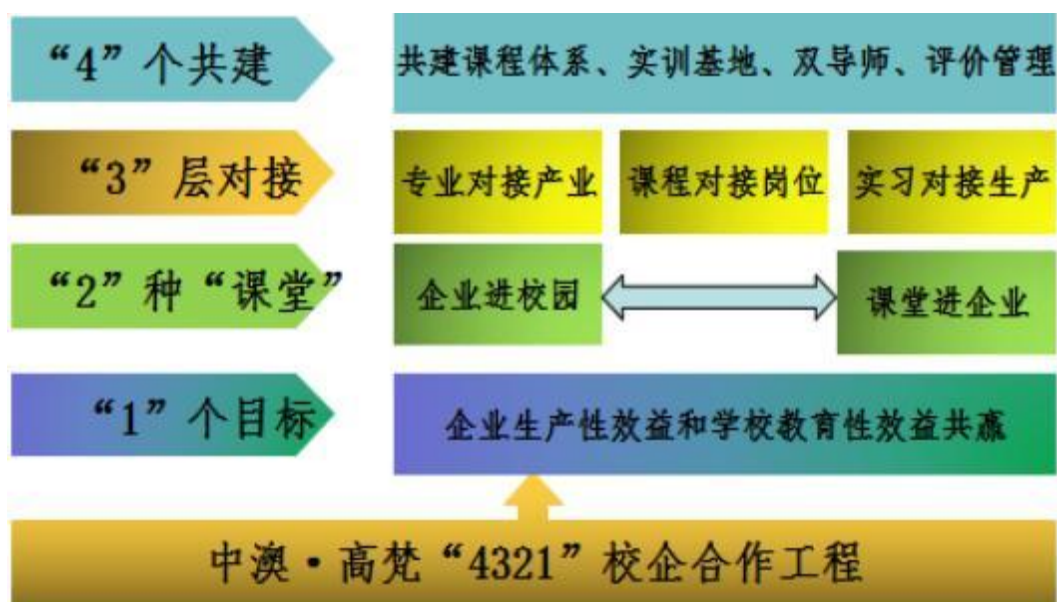 “4”个共建
共建课程体系、实训基地、双导师、评价管理
“3”层对接
专业对接产业
课程对接岗位
实习对接生产
“2”种“课堂”
企业进校园
课堂进企业
“1”个目标
企业生产性效益和学校教育性效益共赢
中澳·高梵“4321”校企合作工程